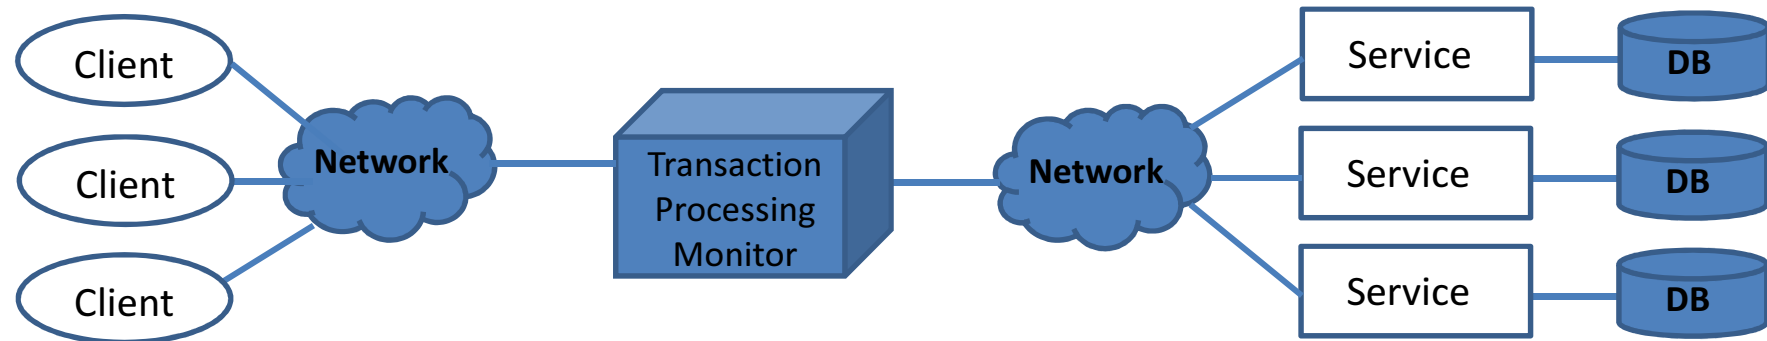 Client
Client
Client
Network
Transaction
Processing
Monitor
Network
Service
DB
Service
DB
Service
DB